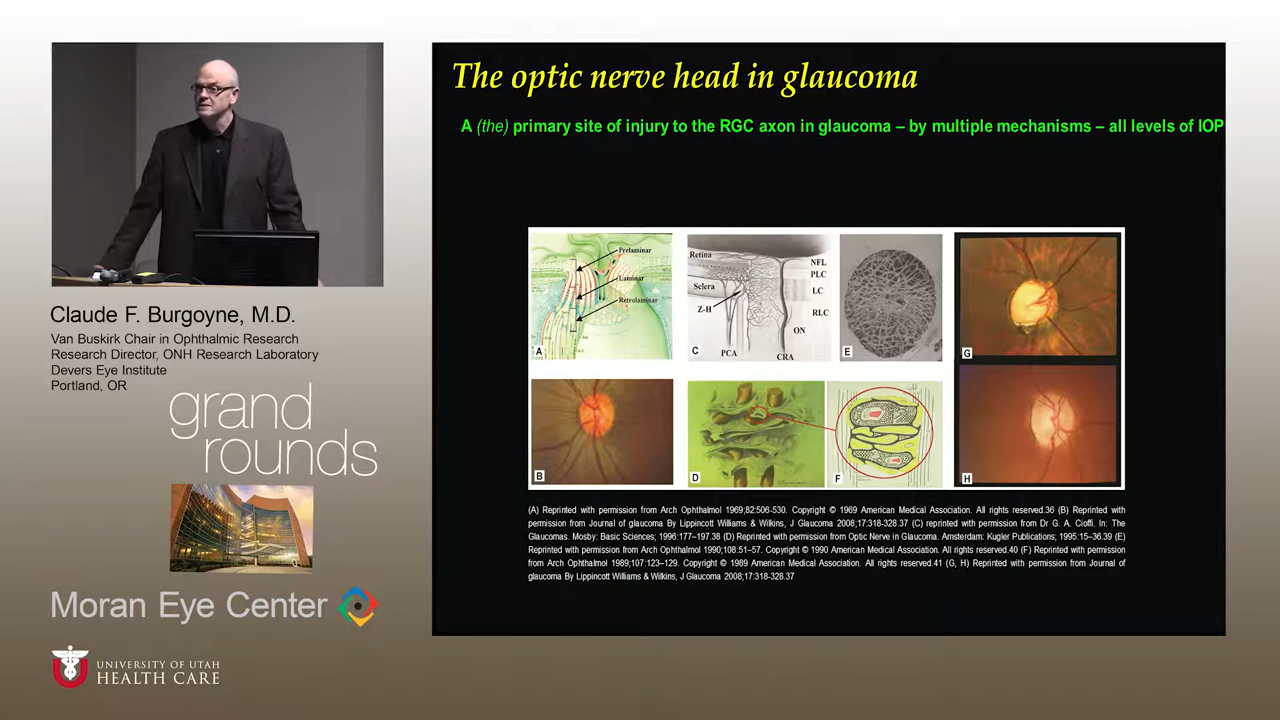 The optic nerve head in glaucoma
A (the) primary site of injury to the RGC axon in glaucoma – by multiple mechanisms – all levels of IOP
Claude F. Burgoyne, M.D.
Van Buskirk Chair in Ophthalmic Research
Research Director, ONH Research Laboratory
Devers Eye Institute
Portland, OR
grand
rounds
Moran Eye Center
UNIVERSITY OF UTAH
HEALTH CARE
Prelaminar
Laminar
Retrolaminar
A
Retina
Sclera
Z-H
NFL
PLC
LC
RLC
ON
C
PCA
CRA
E
G
B
D
F
H
(A) Reprinted with permission from Arch Ophthalmol 1969;82:506-530. Copyright © 1969 American Medical Association. All rights reserved.36 (B) Reprinted with
permission from Journal of glaucoma By Lippincott Williams & Wilkins, J Glaucoma 2008;17:318-328.37 (C) reprinted with permission from Dr G. A. Cioffi. In: The
Glaucomas. Mosby: Basic Sciences; 1996:177–197.38 (D) Reprinted with permission from Optic Nerve in Glaucoma. Amsterdam: Kugler Publications; 1995:15–36.39 (E)
Reprinted with permission from Arch Ophthalmol 1990;108:51–57. Copyright © 1990 American Medical Association. All rights reserved.40 (F) Reprinted with permission
from Arch Ophthalmol 1989;107:123–129. Copyright © 1989 American Medical Association. All rights reserved.41 (G, H) Reprinted with permission from Journal of
glaucoma By Lippincott Williams & Wilkins, J Glaucoma 2008;17:318-328.37